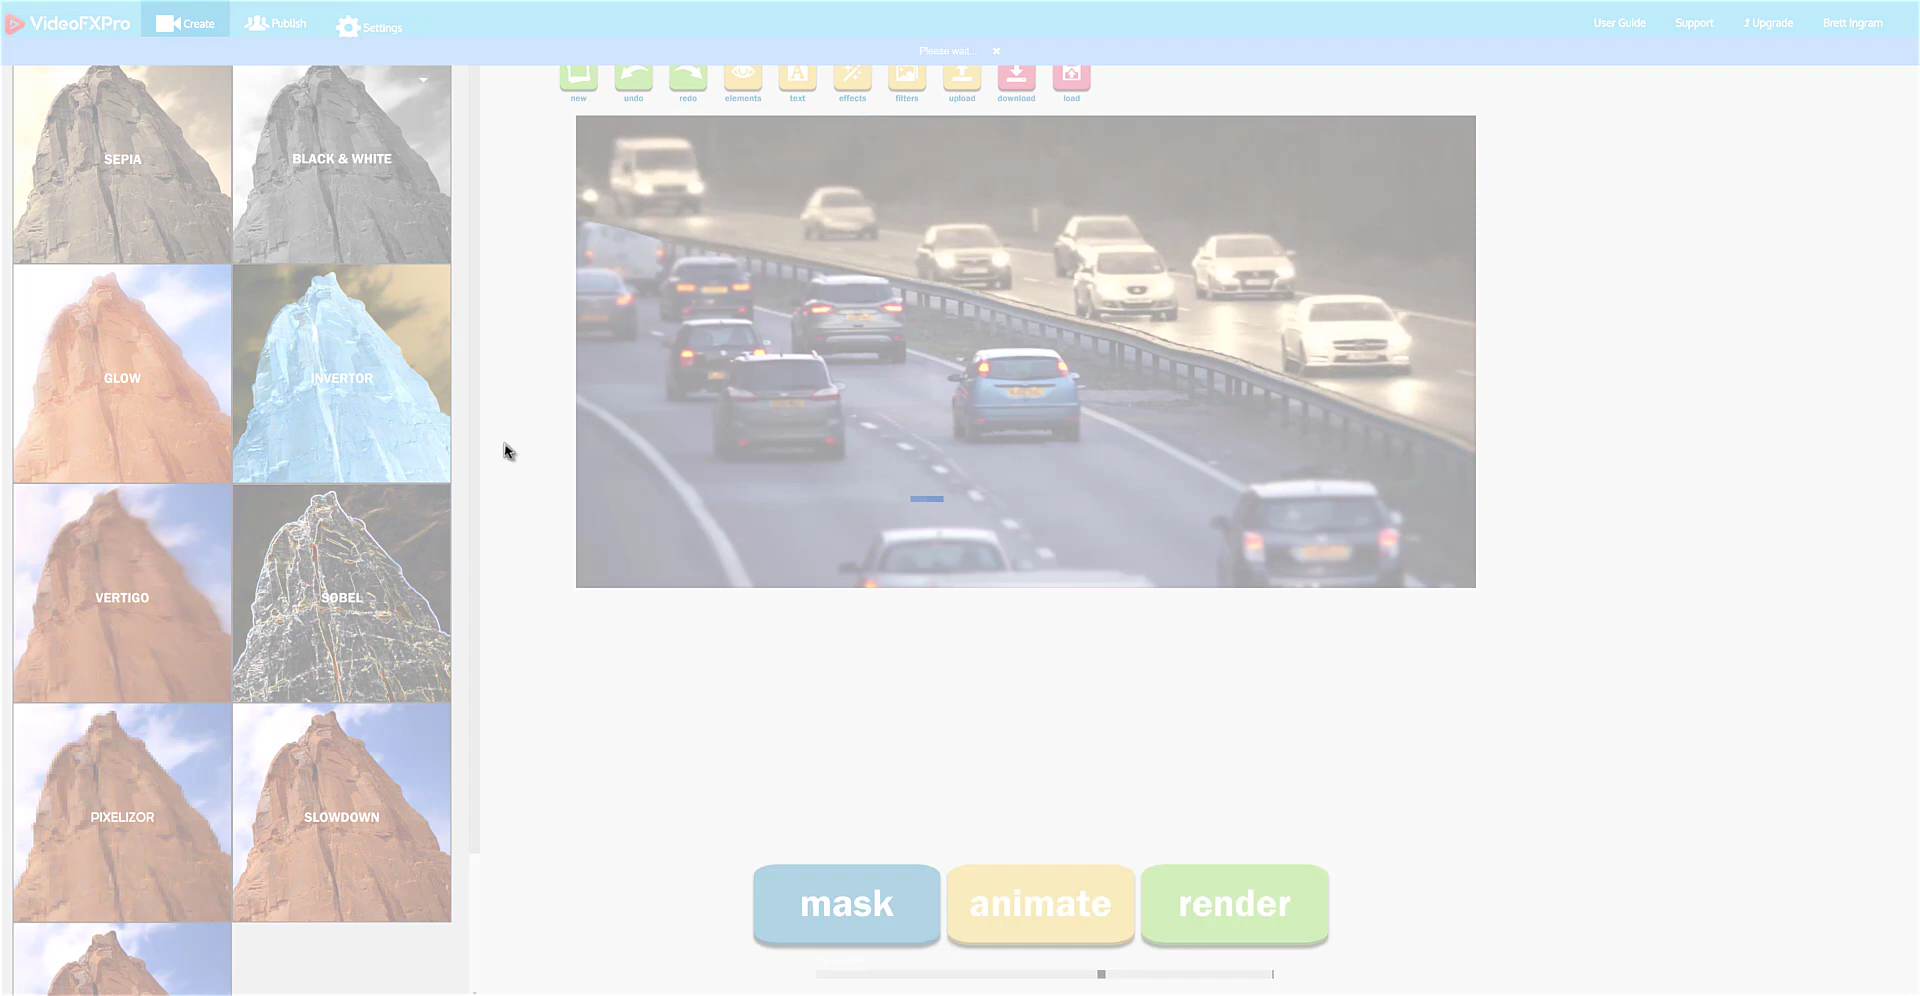 VideoFXPro
Create
Publish
Settings
User Guide
Support
Upgrade
Brett Ingram
Please wait...
new
undo
redo
elements
text
effects
filters
upload
download
load
SEPIA
BLACK & WHITE
GLOW
INVERTOR
VERTIGO
SOBEL
PIXELIZOR
SLOWDOWN
mask
animate
render